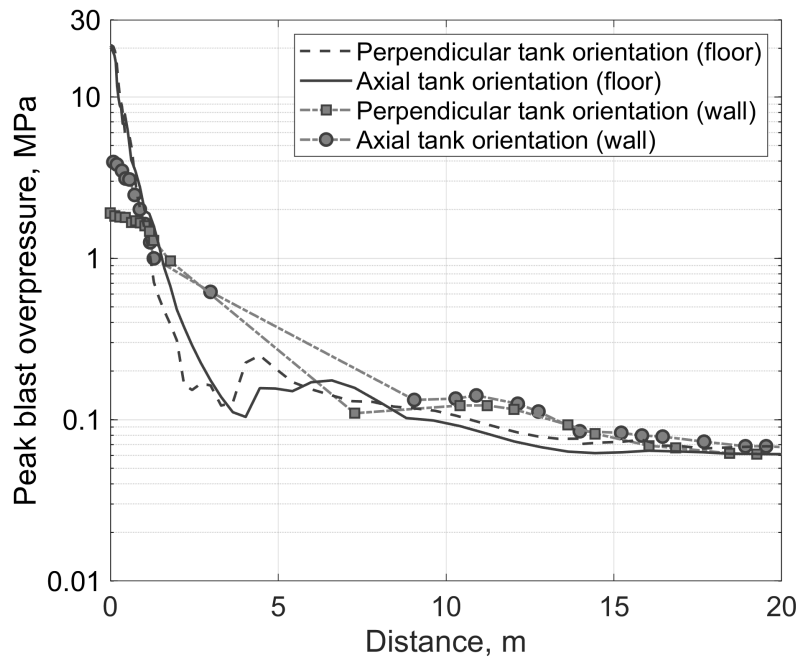 30
10
1
0.1
0.01
Peak blast overpressure, MPa
Perpendicular tank orientation (floor)
Axial tank orientation (floor)
Perpendicular tank orientation (wall)
Axial tank orientation (wall)
0 5 10 15 20
Distance, m